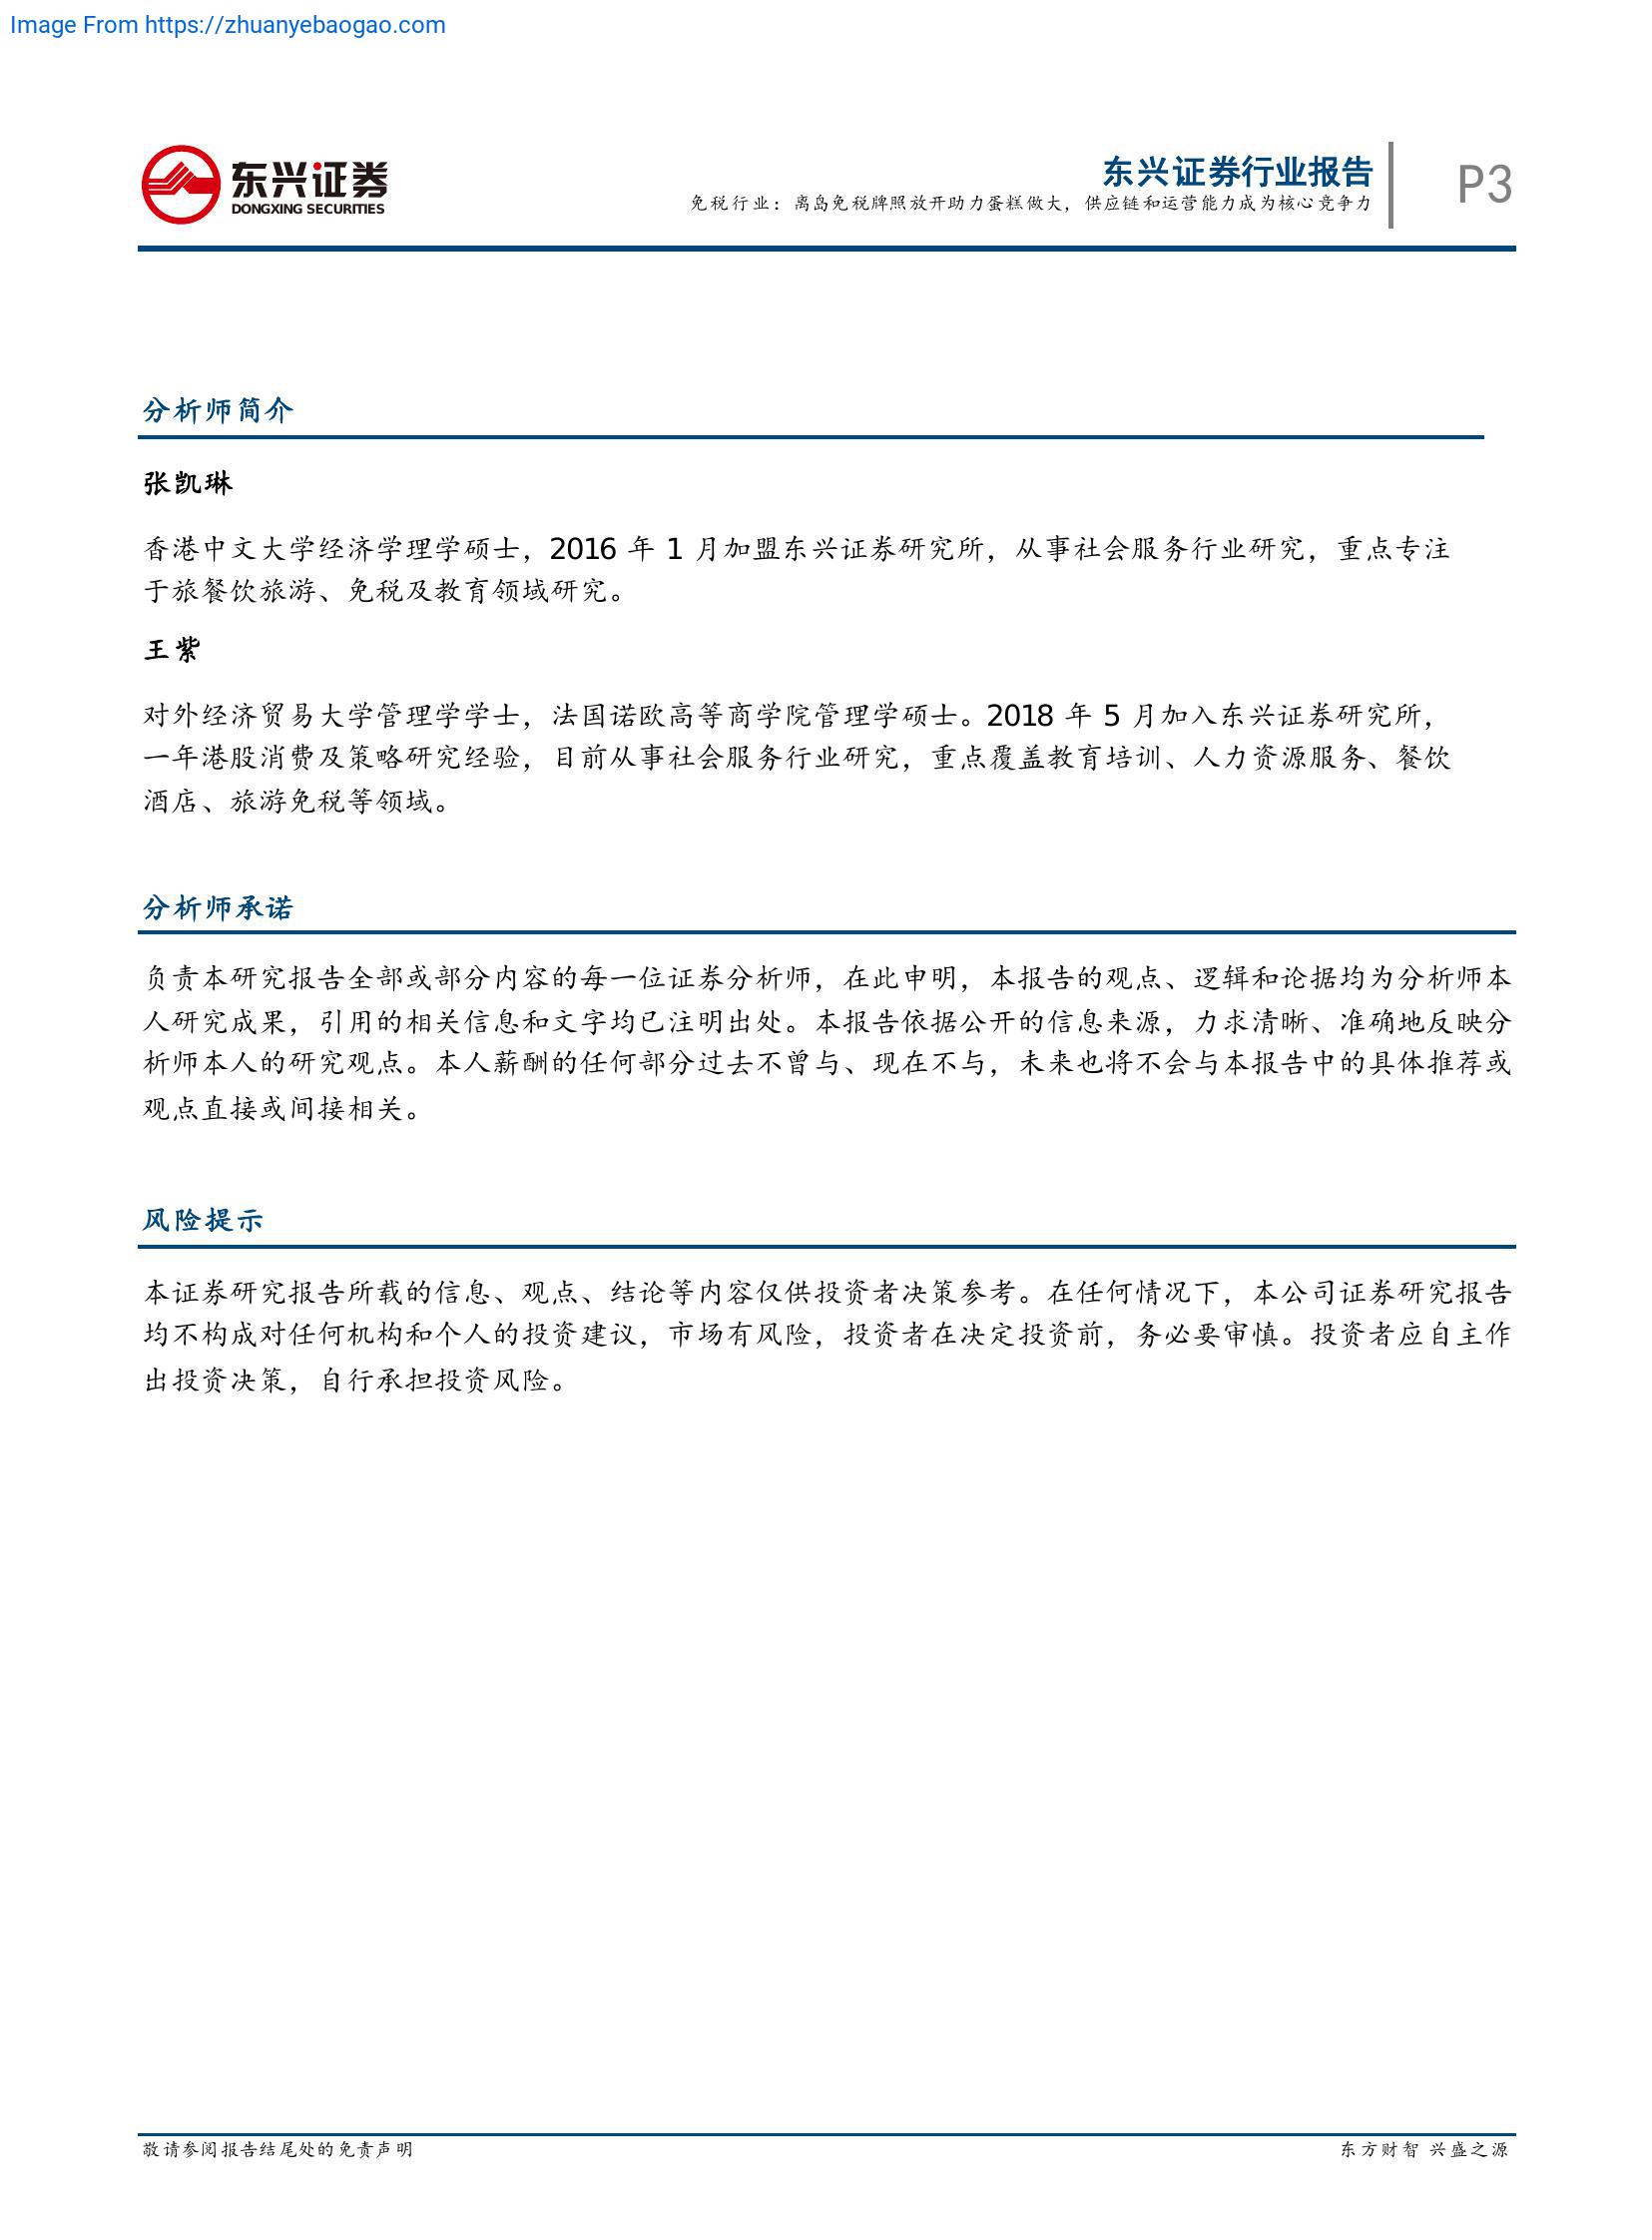 Image From https://zhuanyebaogao.com
东兴证券
DONGXING SECURITIES
东兴证券行业报告
免税行业：离岛免税牌照放开助力蛋糕做大，供应链和运营能力成为核心竞争力
P3
分析师简介
张凯琳
香港中文大学经济学理学硕士，2016 年 1 月加盟东兴证券研究所，从事社会服务行业研究，重点专注
于旅餐饮旅游、免税及教育领域研究。
王紫
对外经济贸易大学管理学学士，法国诺欧高等商学院管理学硕士。2018 年 5 月加入东兴证券研究所，
一年港股消费及策略研究经验，目前从事社会服务行业研究，重点覆盖教育培训、人力资源服务、餐饮
酒店、旅游免税等领域。
分析师承诺
负责本研究报告全部或部分内容的每一位证券分析师，在此申明，本报告的观点、逻辑和论据均为分析师本
人研究成果，引用的相关信息和文字均已注明出处。本报告依据公开的信息来源，力求清晰、准确地反映分
析师本人的研究观点。本人薪酬的任何部分过去不曾与、现在不与，未来也将不会与本报告中的具体推荐或
观点直接或间接相关。
风险提示
本证券研究报告所载的信息、观点、结论等内容仅供投资者决策参考。在任何情况下，本公司证券研究报告
均不构成对任何机构和个人的投资建议，市场有风险，投资者在决定投资前，务必要审慎。投资者应自主作
出投资决策，自行承担投资风险。
敬请参阅报告结尾处的免责声明
东方财智 兴盛之源